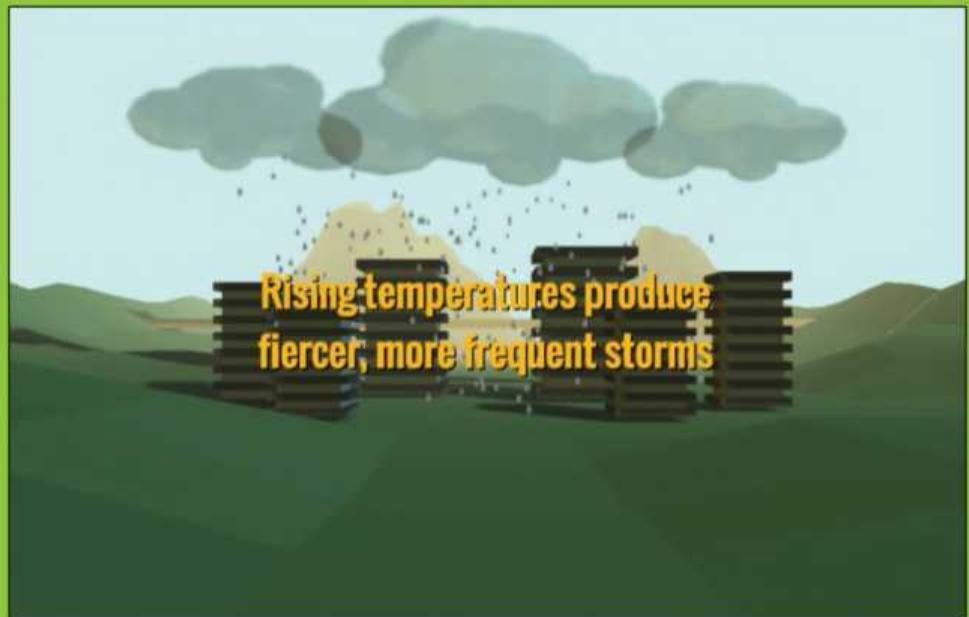 Rising temperatures produce
fiercer, more frequent storms